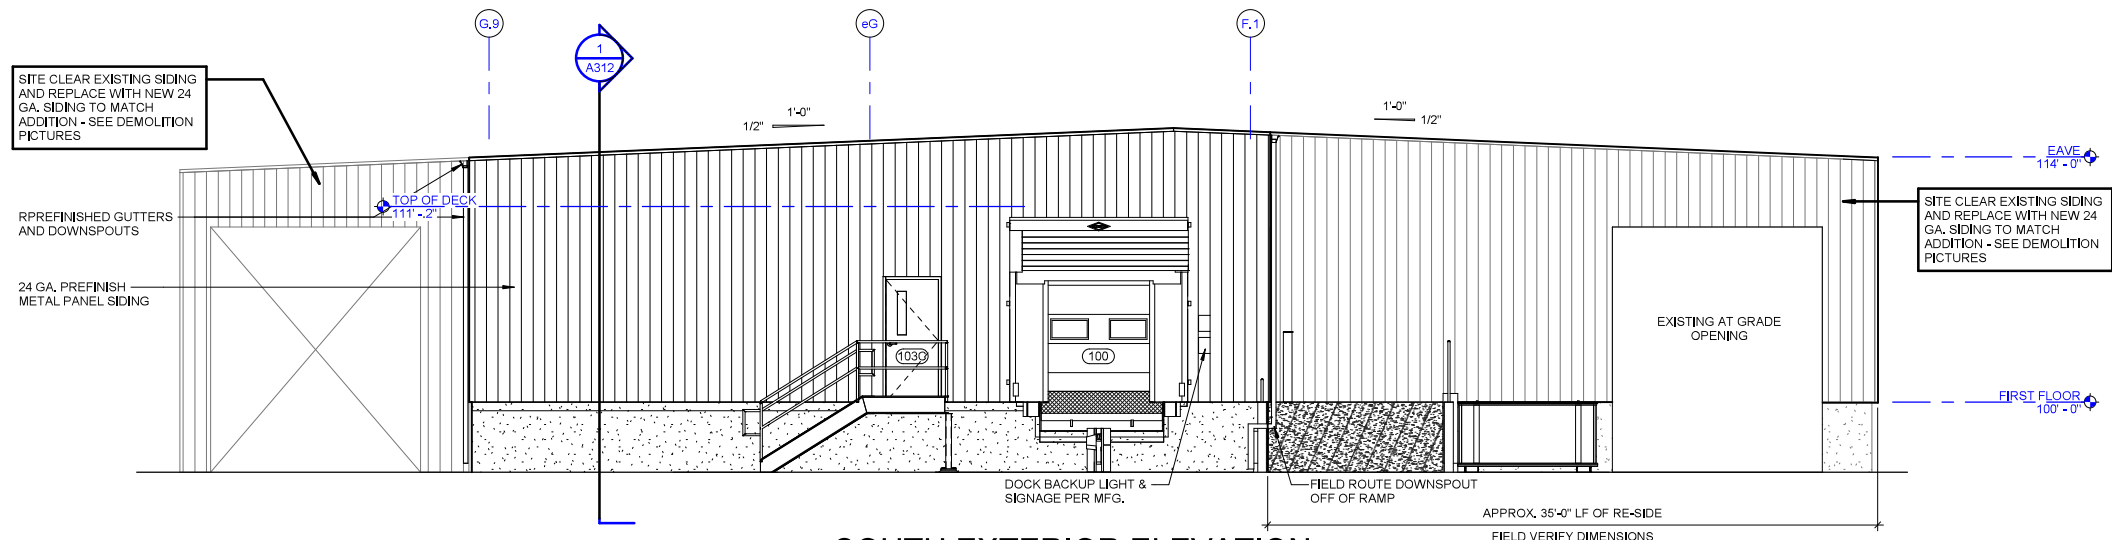 G.9
eG
F.1
1
A312
SITE CLEAR EXISTING SIDING
AND REPLACE WITH NEW 24
GA. SIDING TO MATCH
ADDITION - SEE DEMOLITION
PICTURES
1'-0"
1/2"
1'-0"
1/2"
EAVE
114' - 0"
TOP OF DECK
111' - .2"
RPREFINISHED GUTTERS
AND DOWNSPOUTS
SITE CLEAR EXISTING SIDING
AND REPLACE WITH NEW 24
GA. SIDING TO MATCH
ADDITION - SEE DEMOLITION
PICTURES
24 GA. PREFINISH
METAL PANEL SIDING
103C
100
EXISTING AT GRADE
OPENING
FIRST FLOOR
100' - 0"
DOCK BACKUP LIGHT &
SIGNAGE PER MFG.
FIELD ROUTE DOWNSPOUT
OFF OF RAMP
APPROX. 35'-0" LF OF RE-SIDE
FIELD VERIFY DIMENSIONS
SOUTH EXTERIOR ELEVATION